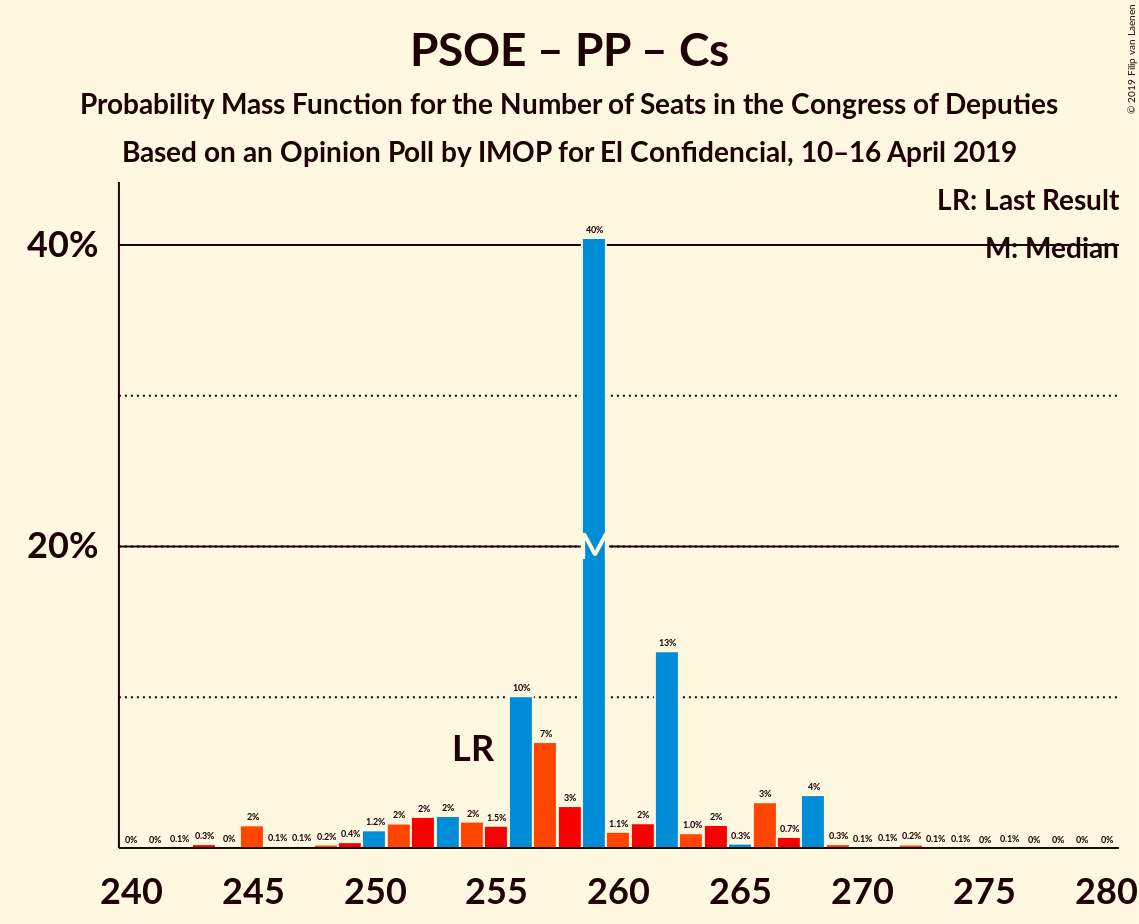 PSOE – PP – Cs
Probability Mass Function for the Number of Seats in the Congress of Deputies
Based on an Opinion Poll by IMOP for El Confidencial, 10–16 April 2019
© 2019 Filip van Laenen
LR: Last Result
M: Median
40%
20%
LR
M
0% 0% 0.1% 0.3% 0% 2% 0.1% 0.1% 0.2% 0.4% 1.2% 2% 2% 2% 2% 1.5% 10% 7% 3% 40% 1.1% 2% 13% 1.0% 2% 0.3% 3% 0.7% 4% 0.3% 0.1% 0.1% 0.2% 0.1% 0.1% 0% 0.1% 0% 0% 0% 0%
240 245 250 255 260 265 270 275 280